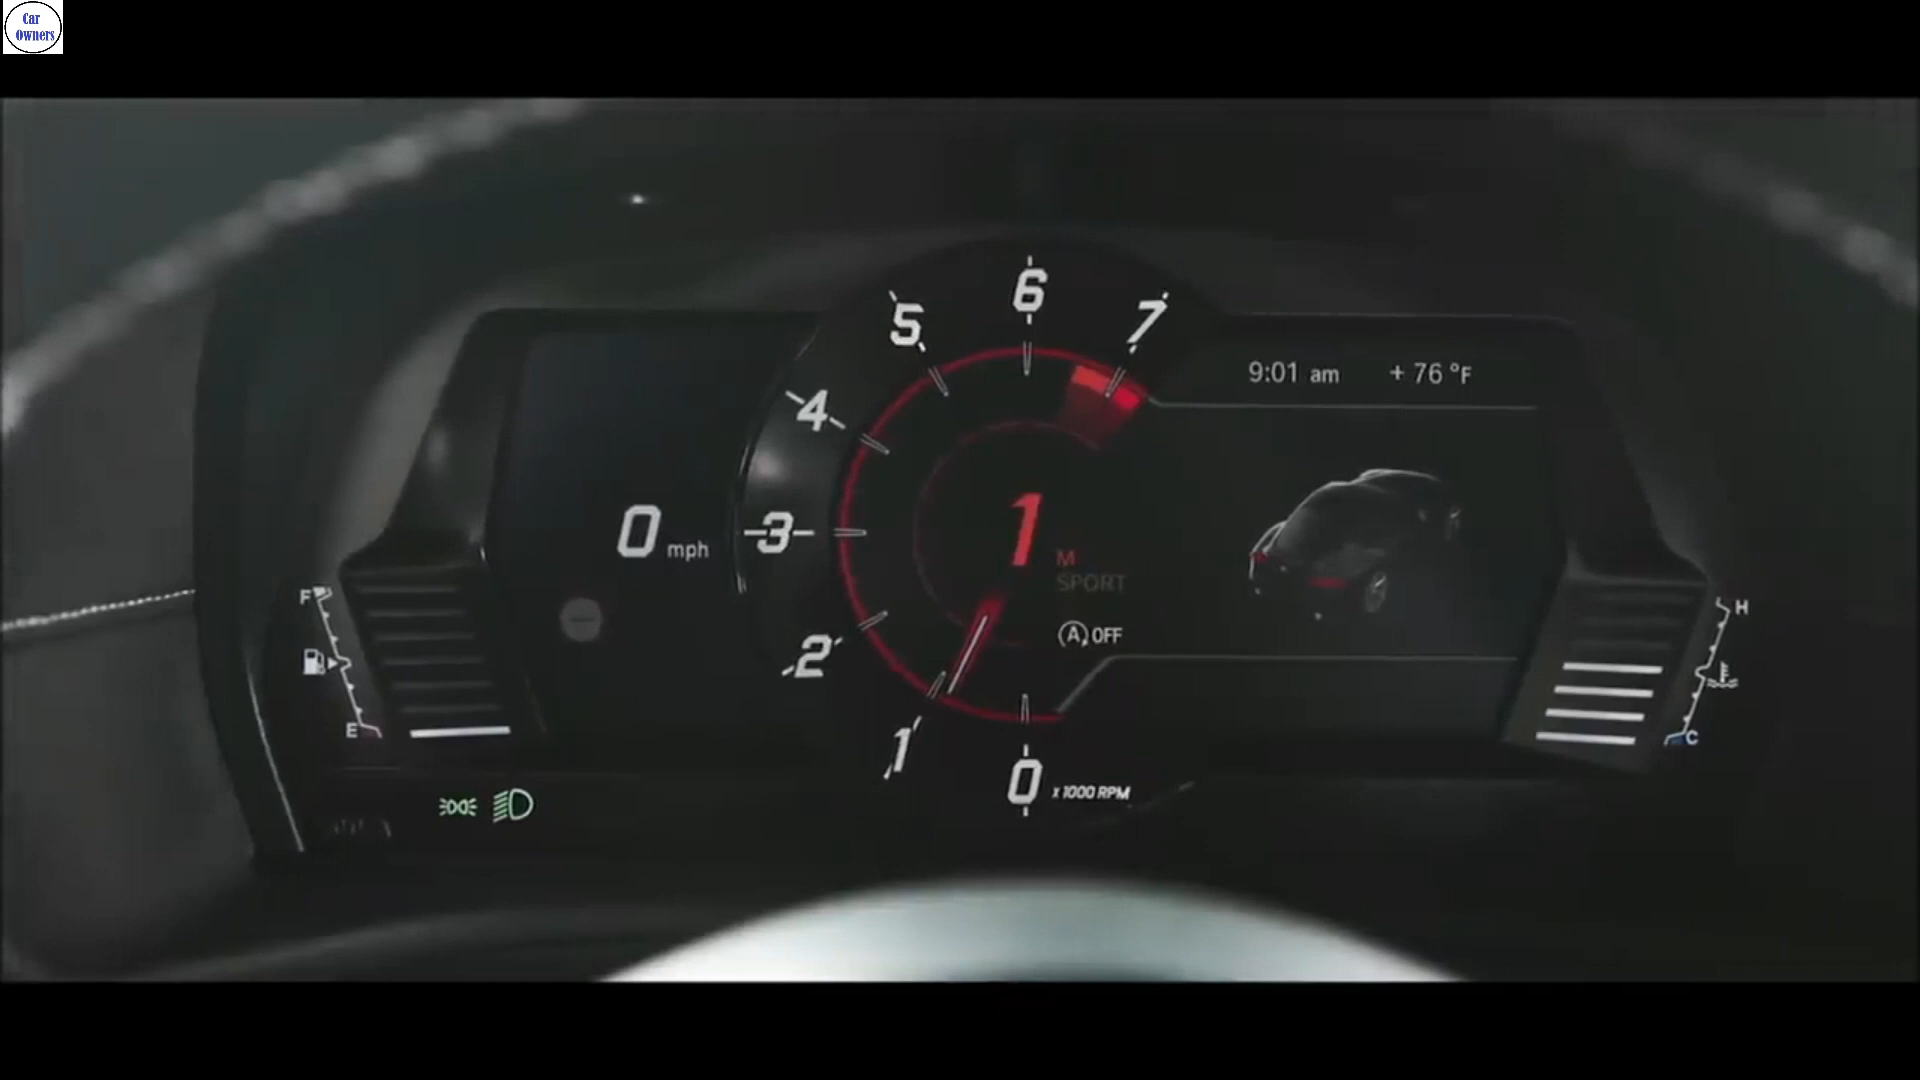 Car
Owners
6
5
7
9:01 am + 76 °F
4
1
0 mph
3
M
SPORT
F
H
A OFF
2
E
C
1
0 x 1000 RPM